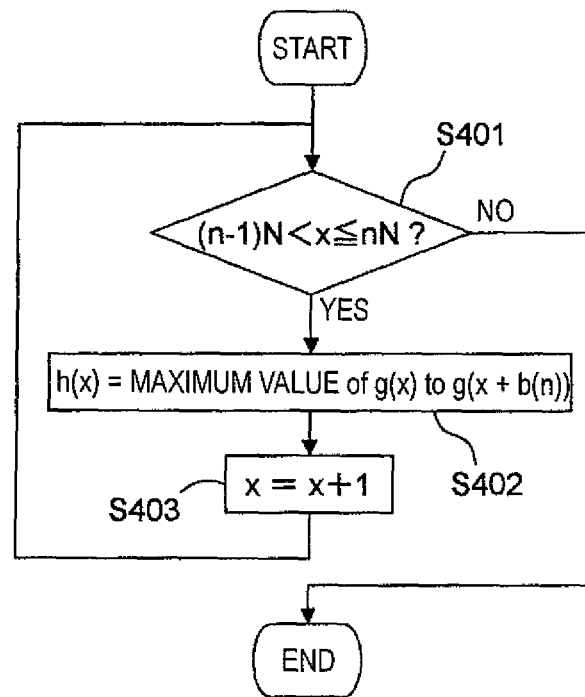 START
S401
(n-1)N<x≦nN ?
NO
YES
h(x) = MAXIMUM VALUE of g(x) to g(x + b(n))
S402
x = x+1
S403
END